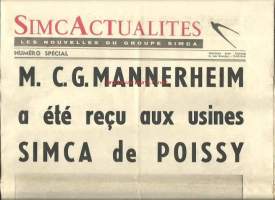 SIMCACTUALITES
LES NOUVELLES DU GROUPE SIMCA
NUMÉRO SPÉCIAL
M. C.G. MANNERHEIM
a été reçu aux usines
SIMCA de POISSY